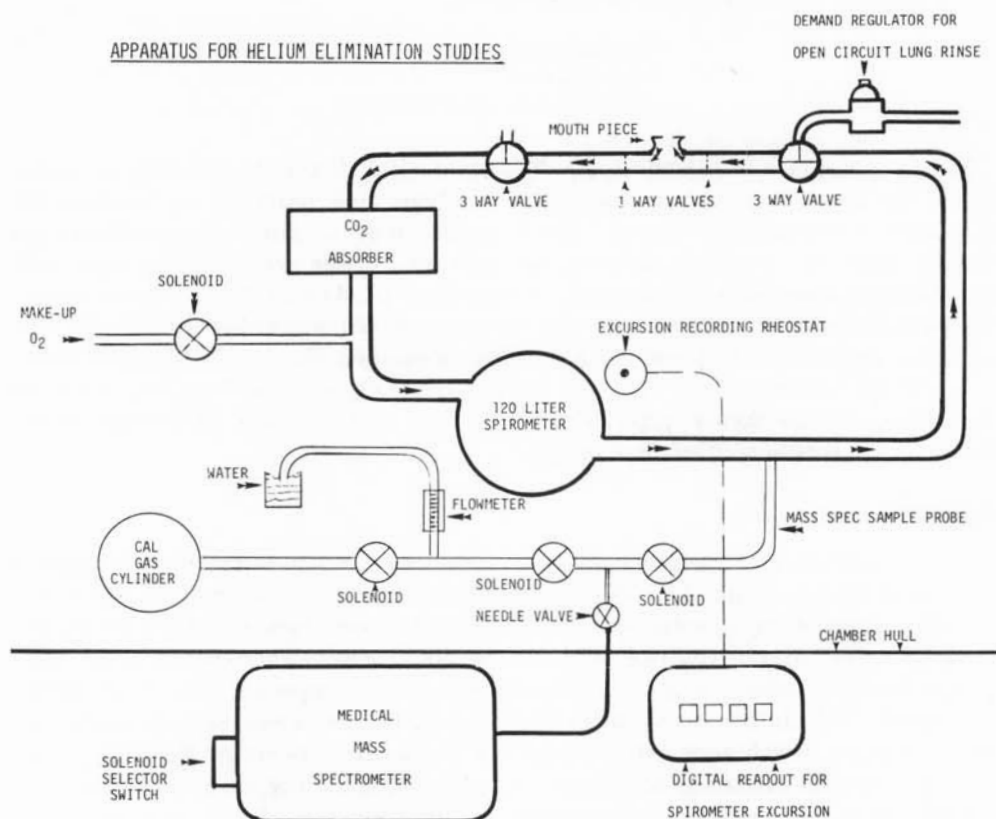 DEMAND REGULATOR FOR
OPEN CIRCUIT LUNG RINSE
APPARATUS FOR HELIUM ELIMINATION STUDIES
MOUTH PIECE
3 WAY VALVE
1 WAY VALVES
3 WAY VALVE
CO2
ABSORBER
SOLENOID
MAKE-UP
O2
EXCURSION RECORDING RHEOSTAT
120 LITER
SPIROMETER
WATER
FLOWMETER
MASS SPEC SAMPLE PROBE
CAL
GAS
CYLINDER
SOLENOID
SOLENOID
SOLENOID
NEEDLE VALVE
CHAMBER HULL
MEDICAL
MASS
SPECTROMETER
SOLENOID
SELECTOR
SWITCH
DIGITAL READOUT FOR
SPIROMETER EXCURSION